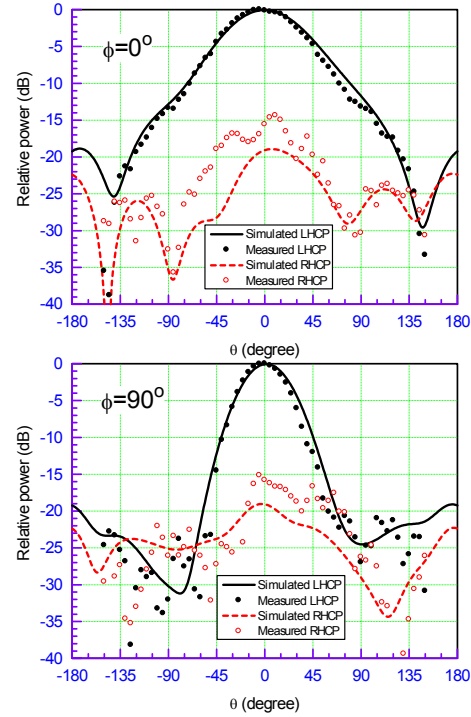 ϕ=0°
Relative power (dB)
0
-5
-10
-15
-20
-25
-30
-35
-40
Simulated LHCP
Measured LHCP
Simulated RHCP
Measured RHCP
-180 -135 -90 -45 0 45 90 135 180
θ (degree)
ϕ=90°
Relative power (dB)
0
-5
-10
-15
-20
-25
-30
-35
-40
Simulated LHCP
Measured LHCP
Simulated RHCP
Measured RHCP
-180 -135 -90 -45 0 45 90 135 180
θ (degree)